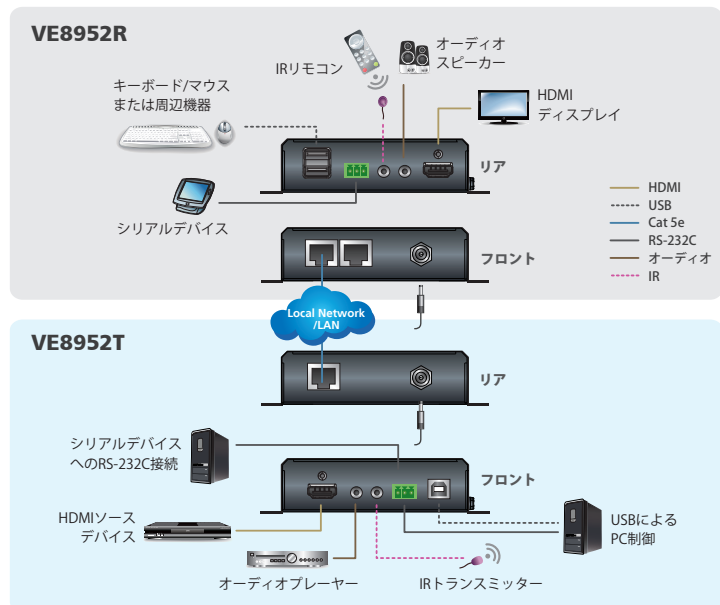 VE8952R
IRリモコン
オーディオ
スピーカー
キーボード/マウス
または周辺機器
HDMI
ディスプレイ
リア
シリアルデバイス
HDMI
USB
Cat 5e
RS-232C
オーディオ
IR
フロント
Local Network
/LAN
VE8952T
リア
シリアルデバイス
へのRS-232C接続
フロント
HDMIソース
デバイス
USBによる
PC制御
オーディオプレーヤー
IRトランスミッター